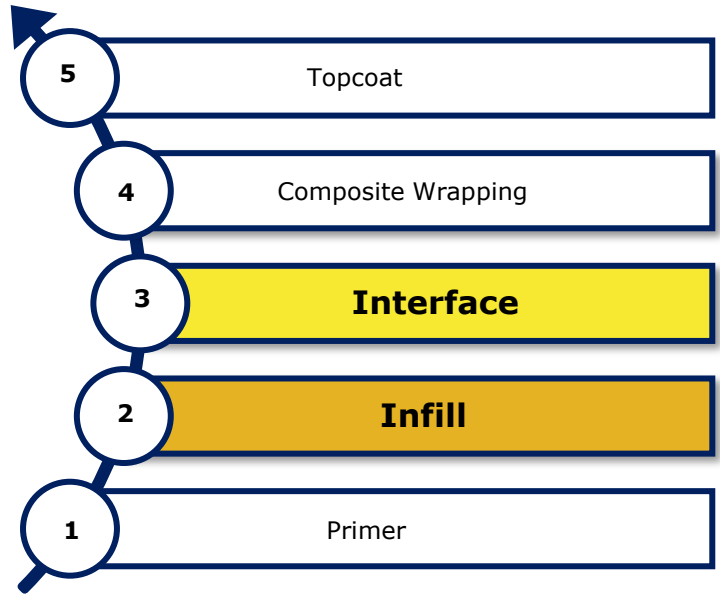 5
Topcoat
4
Composite Wrapping
3
Interface
2
Infill
1
Primer